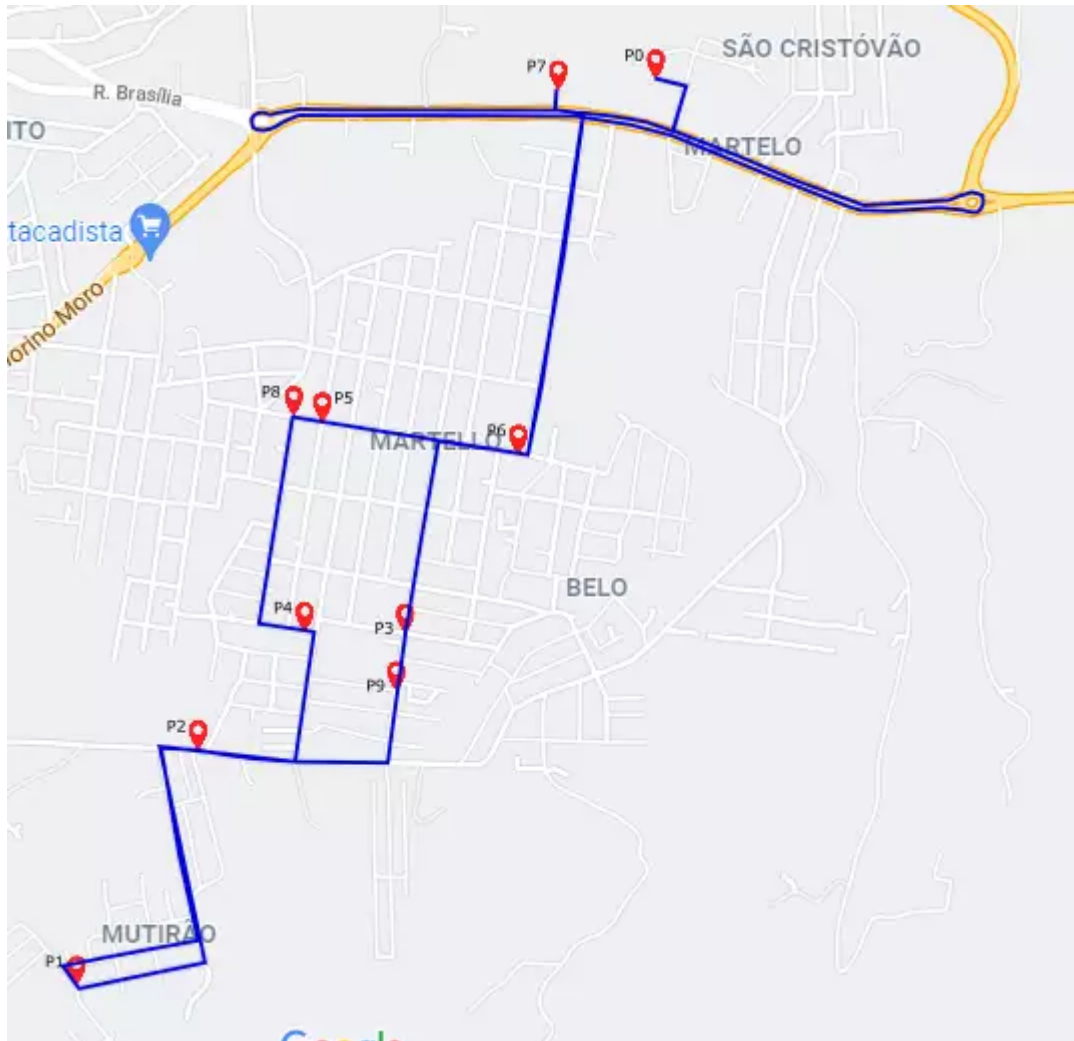 SÃO CRISTÓVÃO
P0
P7
R. Brasília
ITO
MARTELO
tacadista
orino Moro
P8
P5
P6
MARTELLO
BELO
P4
P3
P9
P2
MUTIRÃO
P1
Google